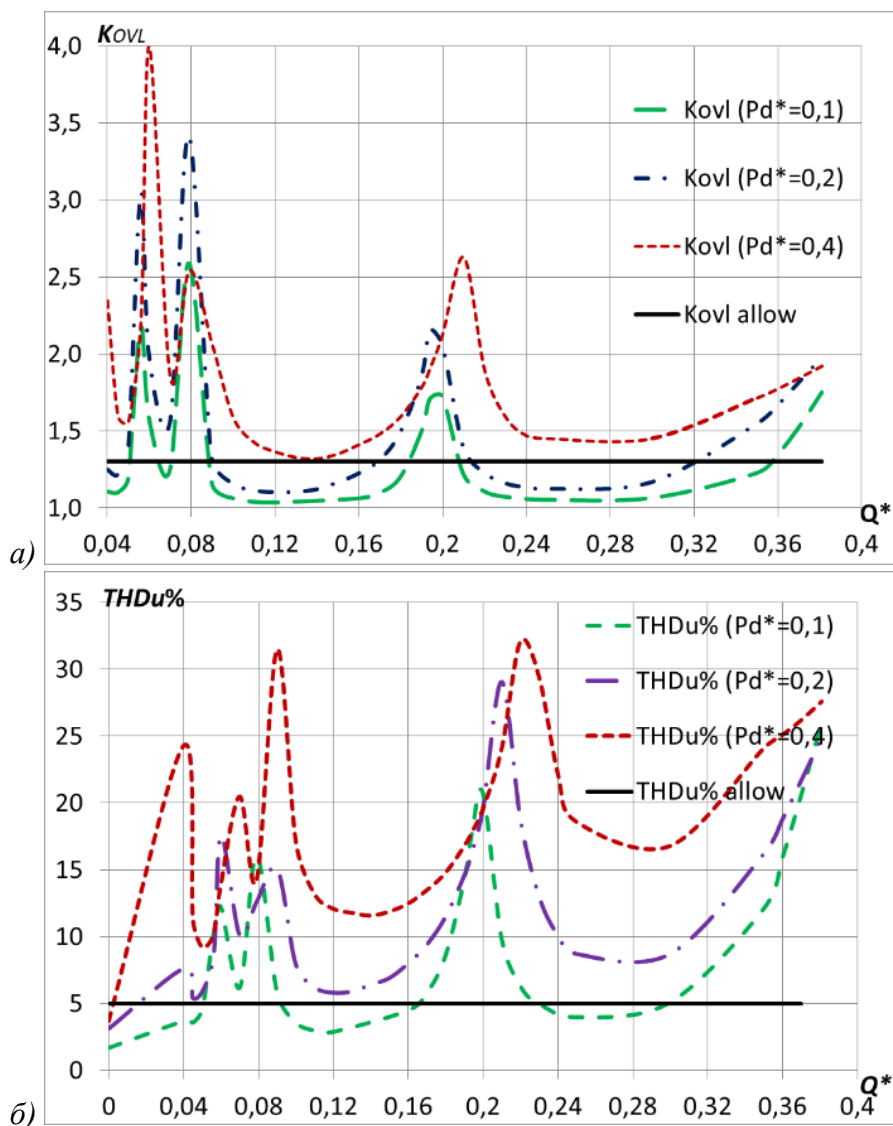 KOVL
4,0
3,5
3,0
2,5
2,0
1,5
1,0
Kovl (Pd*=0,1)
Kovl (Pd*=0,2)
Kovl (Pd*=0,4)
Kovl allow
0,04 0,08 0,12 0,16 0,2 0,24 0,28 0,32 0,36 0,4
Q*
а)
THDu%
35
30
25
20
15
10
5
0
THDu% (Pd*=0,1)
THDu% (Pd*=0,2)
THDu% (Pd*=0,4)
THDu% allow
0 0,04 0,08 0,12 0,16 0,2 0,24 0,28 0,32 0,36 0,4
Q*
б)